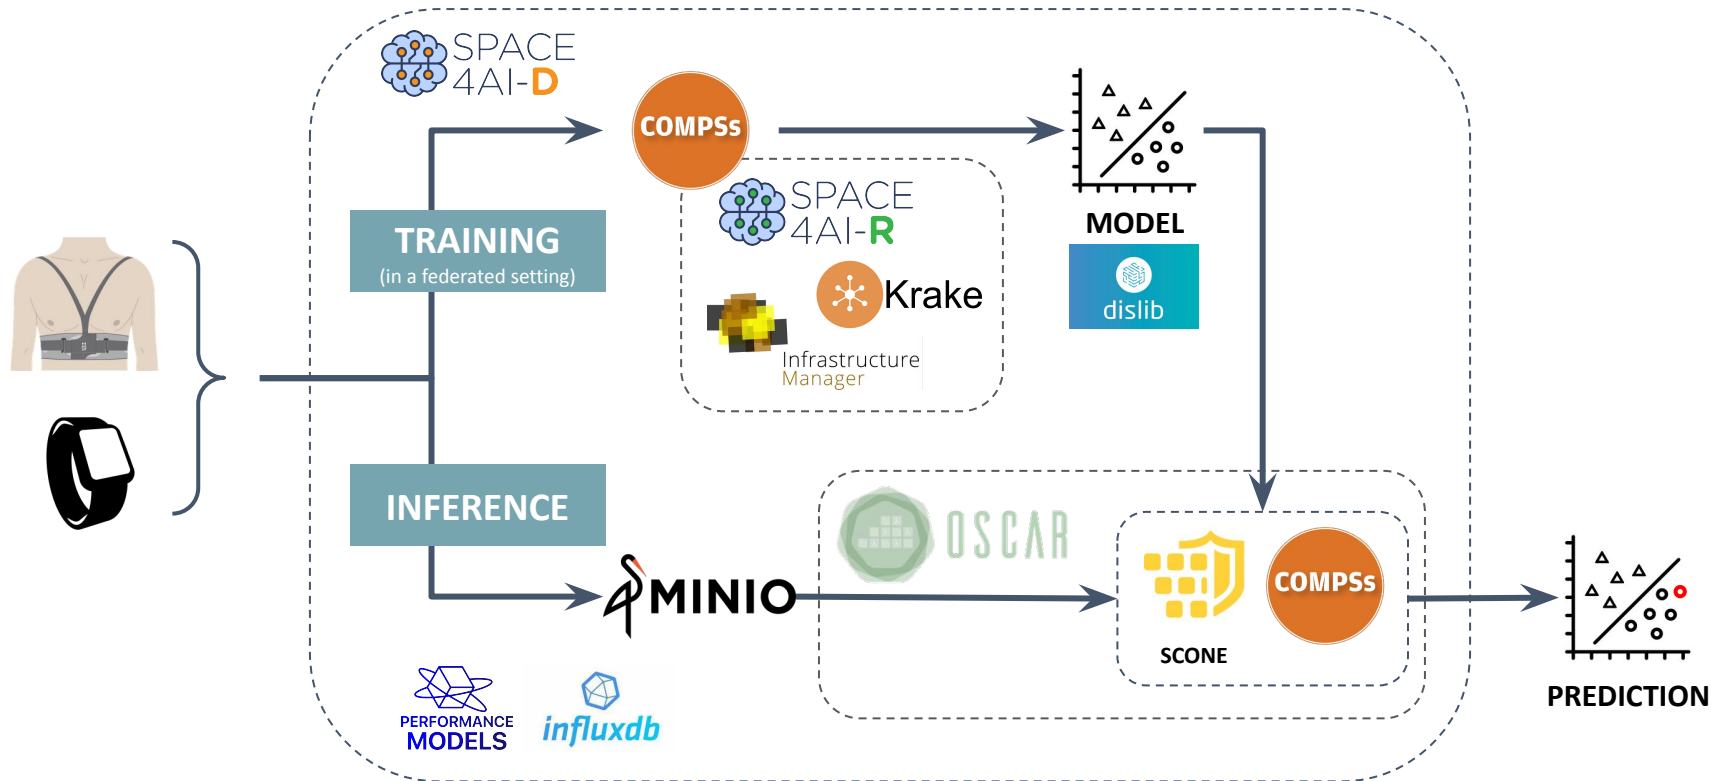 SPACE
4AI-D
COMPSs
SPACE
4AI-R
MODEL
TRAINING
(in a federated setting)
Krake
dislib
Infrastructure
Manager
INFERENCE
OSCAR
MINIO
COMPSs
SCONE
PREDICTION
PERFORMANCE
MODELS
influxdb